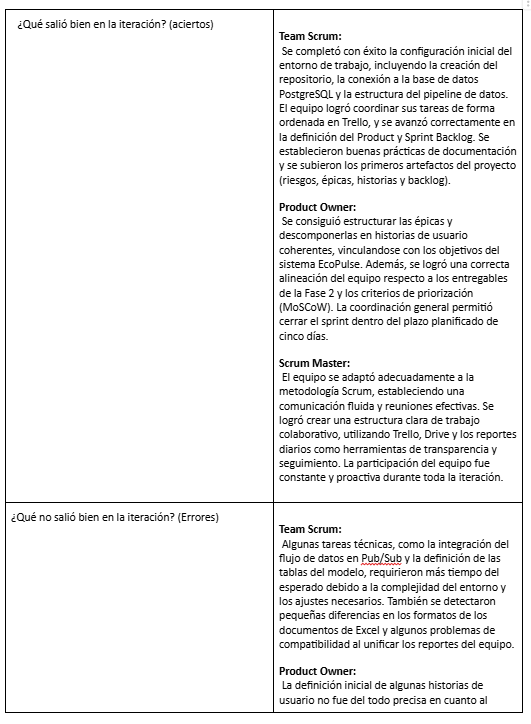 ¿Qué salió bien en la iteración? (aciertos)
Team Scrum:
Se completó con éxito la configuración inicial del
entorno de trabajo, incluyendo la creación del
repositorio, la conexión a la base de datos
PostgreSQL y la estructura del pipeline de datos.
El equipo logró coordinar sus tareas de forma
ordenada en Trello, y se avanzó correctamente en
la definición del Product y Sprint Backlog. Se
establecieron buenas prácticas de documentación
y se subieron los primeros artefactos del proyecto
(riesgos, épicas, historias y backlog).
Product Owner:
Se consiguió estructurar las épicas y
descomponerlas en historias de usuario
coherentes, vinculandose con los objetivos del
sistema EcoPulse. Además, se logró una correcta
alineación del equipo respecto a los entregables
de la Fase 2 y los criterios de priorización
(MoSCoW). La coordinación general permitió
cerrar el sprint dentro del plazo planificado de
cinco días.
Scrum Master:
El equipo se adaptó adecuadamente a la
metodología Scrum, estableciendo una
comunicación fluida y reuniones efectivas. Se
logró crear una estructura clara de trabajo
colaborativo, utilizando Trello, Drive y los reportes
diarios como herramientas de transparencia y
seguimiento. La participación del equipo fue
constante y proactiva durante toda la iteración.
¿Qué no salió bien en la iteración? (Errores)
Team Scrum:
Algunas tareas técnicas, como la integración del
flujo de datos en Pub/Sub y la definición de las
tablas del modelo, requirieron más tiempo del
esperado debido a la complejidad del entorno y
los ajustes necesarios. También se detectaron
pequeñas diferencias en los formatos de los
documentos de Excel y algunos problemas de
compatibilidad al unificar los reportes del equipo.
Product Owner:
La definición inicial de algunas historias de
usuario no fue del todo precisa en cuanto al